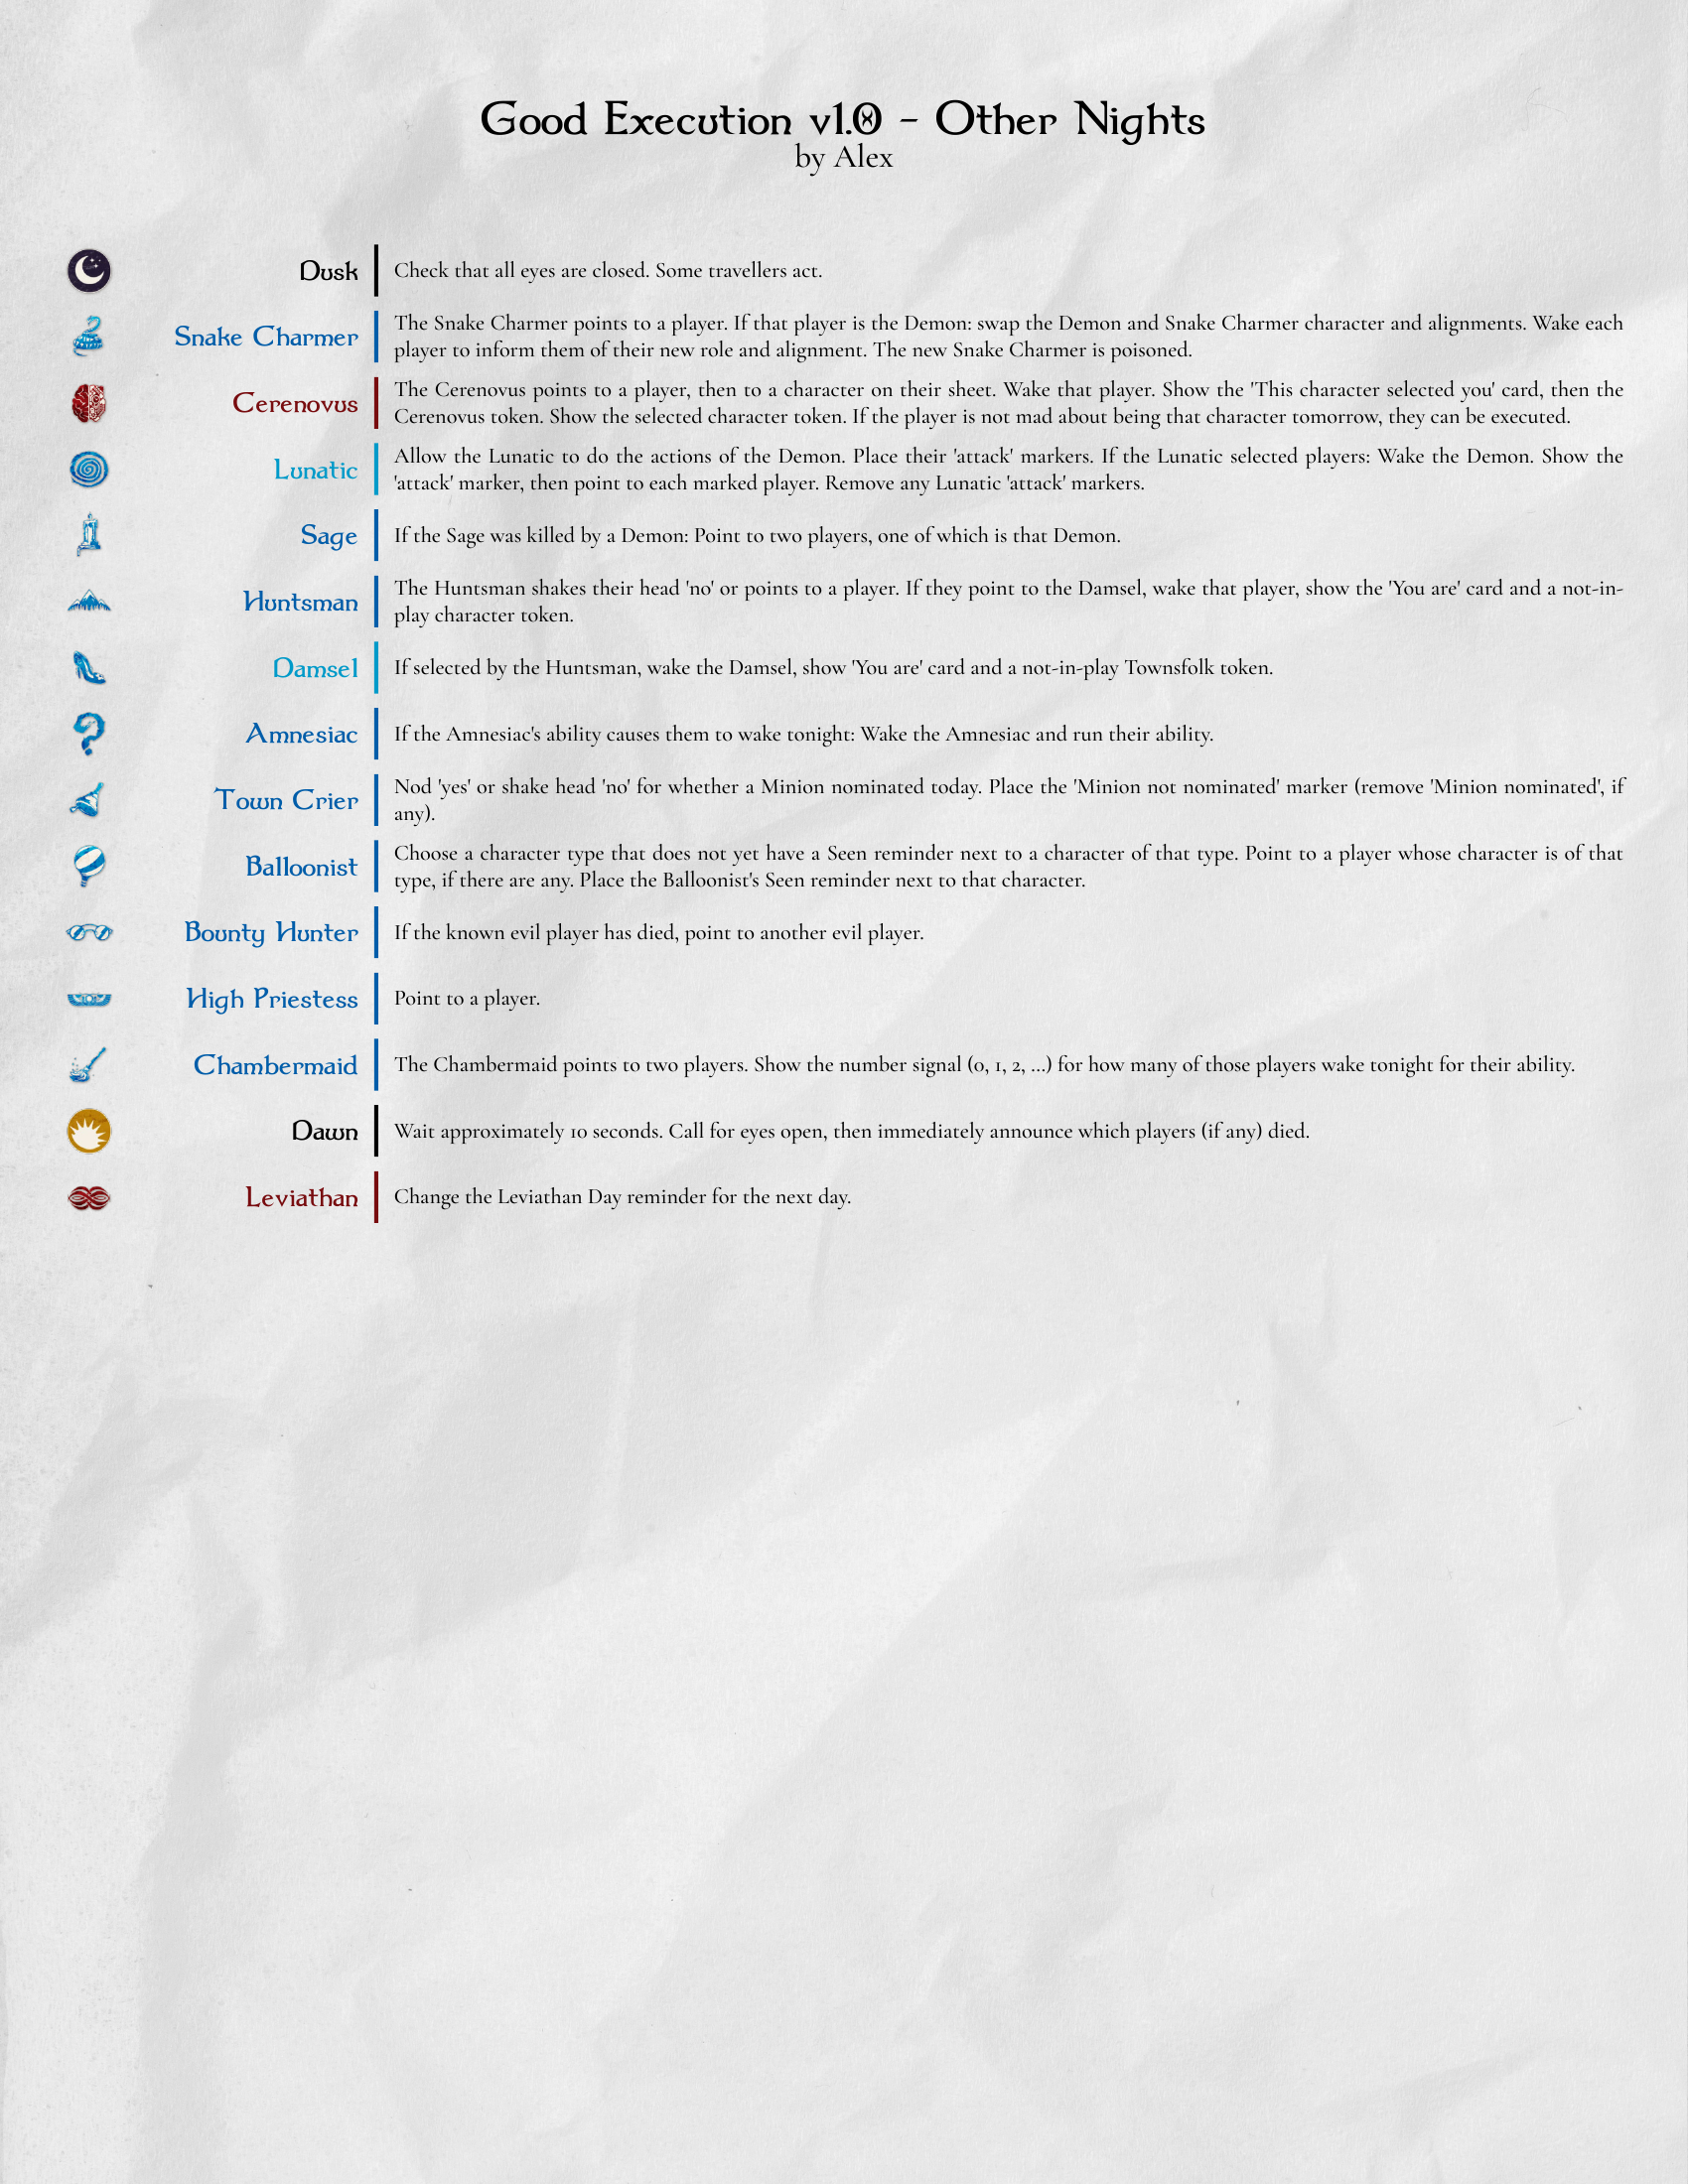 Good Execution v1.0 - Other Nights
by Alex
Dusk
Check that all eyes are closed. Some travellers act.
Snake Charmer
The Snake Charmer points to a player. If that player is the Demon: swap the Demon and Snake Charmer character and alignments. Wake each
player to inform them of their new role and alignment. The new Snake Charmer is poisoned.
Cerenovus
The Cerenovus points to a player, then to a character on their sheet. Wake that player. Show the 'This character selected you' card, then the
Cerenovus token. Show the selected character token. If the player is not mad about being that character tomorrow, they can be executed.
Lunatic
Allow the Lunatic to do the actions of the Demon. Place their 'attack' markers. If the Lunatic selected players: Wake the Demon. Show the
'attack' marker, then point to each marked player. Remove any Lunatic 'attack' markers.
Sage
If the Sage was killed by a Demon: Point to two players, one of which is that Demon.
Huntsman
The Huntsman shakes their head 'no' or points to a player. If they point to the Damsel, wake that player, show the 'You are' card and a not-in-
play character token.
Damsel
If selected by the Huntsman, wake the Damsel, show 'You are' card and a not-in-play Townsfolk token.
Amnesiac
If the Amnesiac's ability causes them to wake tonight: Wake the Amnesiac and run their ability.
Town Crier
Nod 'yes' or shake head 'no' for whether a Minion nominated today. Place the 'Minion not nominated' marker (remove 'Minion nominated', if
any).
Balloonist
Choose a character type that does not yet have a Seen reminder next to a character of that type. Point to a player whose character is of that
type, if there are any. Place the Balloonist's Seen reminder next to that character.
Bounty Hunter
If the known evil player has died, point to another evil player.
High Priestess
Point to a player.
Chambermaid
The Chambermaid points to two players. Show the number signal (0, 1, 2, ...) for how many of those players wake tonight for their ability.
Dawn
Wait approximately 10 seconds. Call for eyes open, then immediately announce which players (if any) died.
Leviathan
Change the Leviathan Day reminder for the next day.